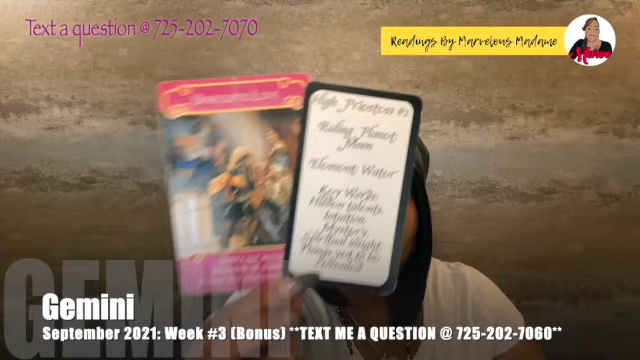 Text a question @ 725-202-7070
Readings By Marvelous Madame
High Priestess #2
Ruling Planet
Moon
Element Water
Key Words:
Hidden talents,
Intuition,
Mystery
Spiritual insight,
Things yet to be
revealed
GEMINI
Gemini
September 2021: Week #3 (Bonus) **TEXT ME A QUESTION @ 725-202-7060**